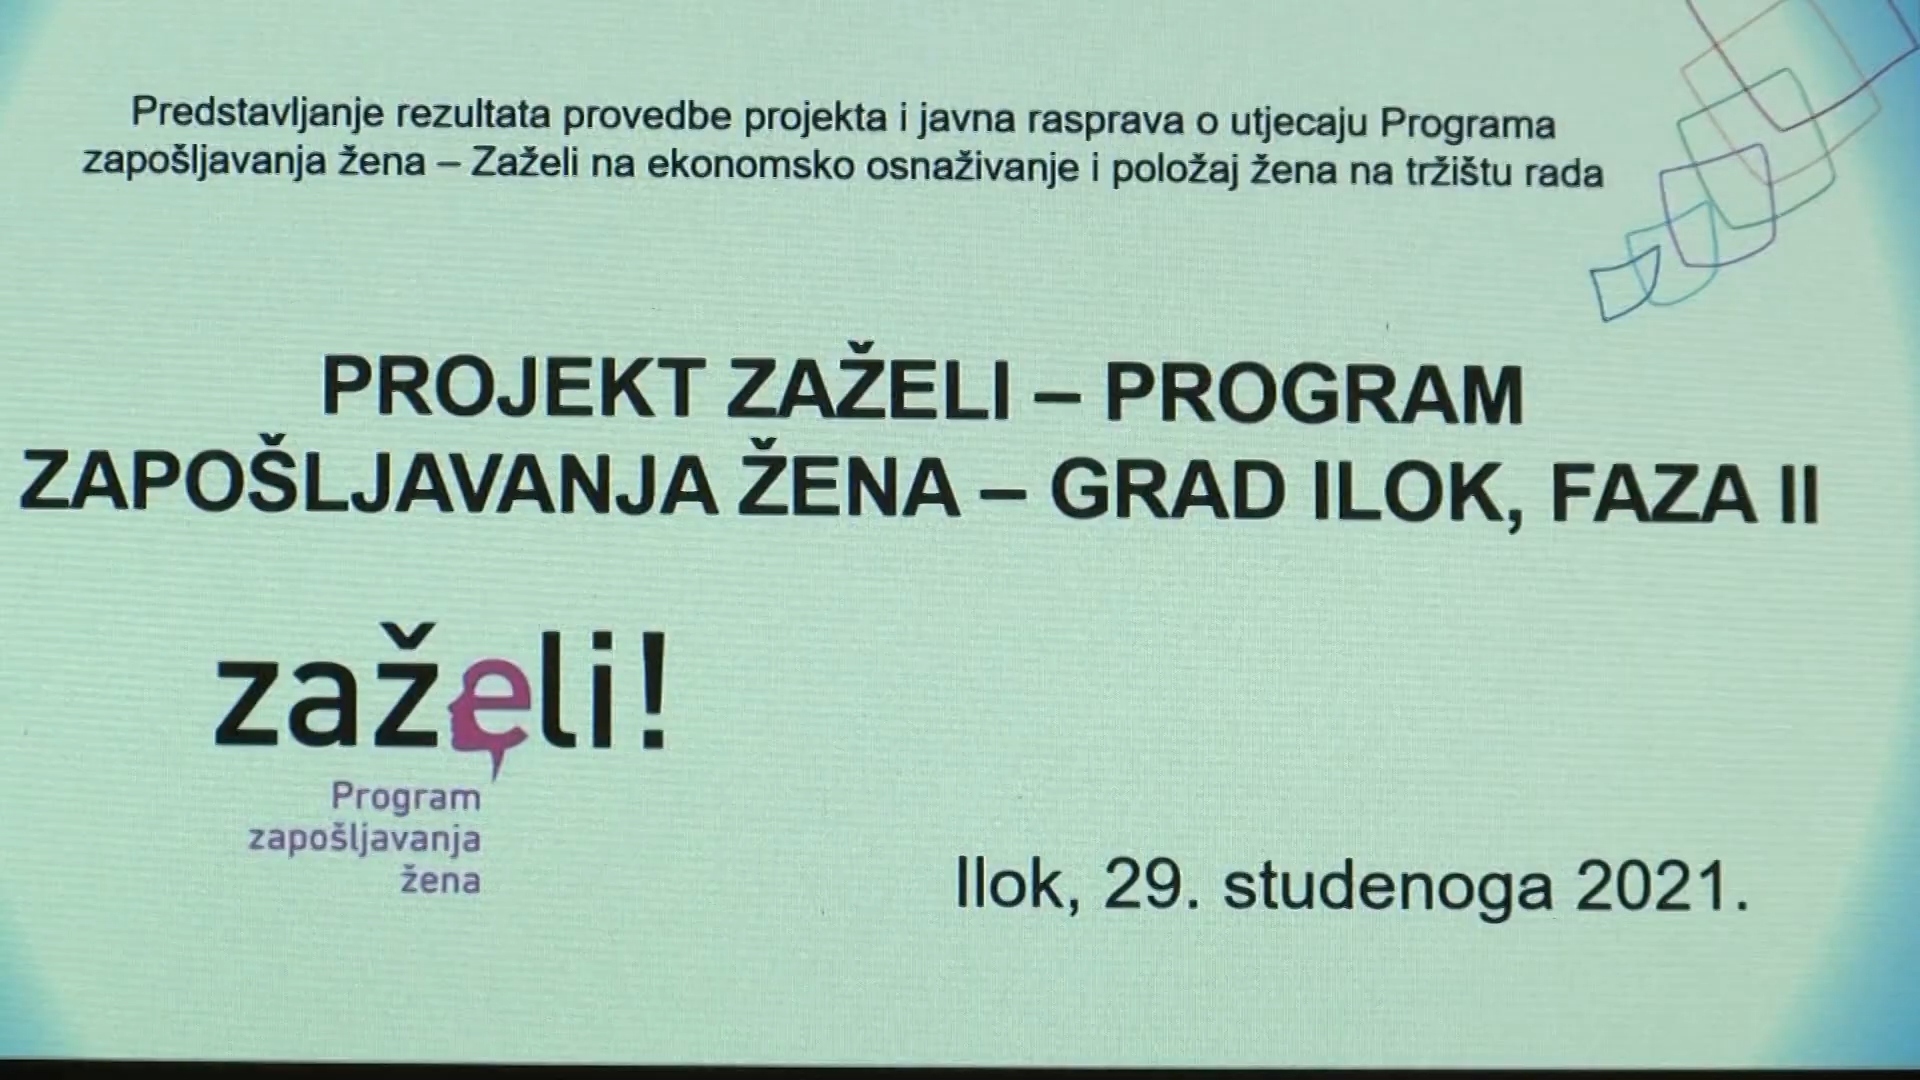 Predstavljanje rezultata provedbe projekta i javna rasprava o utjecaju Programa
zapošljavanja žena – Zaželi na ekonomsko osnaživanje i položaj žena na tržištu rada
PROJEKT ZAŽELI – PROGRAM
ZAPOŠLJAVANJA ŽENA – GRAD ILOK, FAZA II
zaželi!
Program
zapošljavanja
žena
Ilok, 29. studenoga 2021.